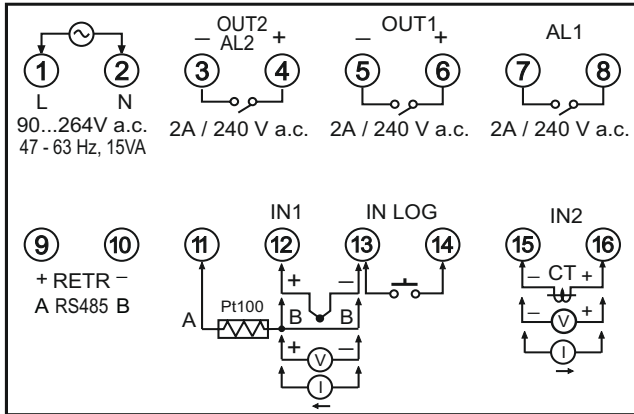 OUT2 OUT1
– AL2 + – + AL1
1 2 3 4 5 6 7 8
L N
90...264V a.c. 2A / 240 V a.c. 2A / 240 V a.c. 2A / 240 V a.c.
47 - 63 Hz, 15VA
IN1 IN LOG IN2
9 10 11 12 13 14 15 16
+ RETR – + – – CT +
A RS485 B Pt100
A B B – V +
+ V – I
I